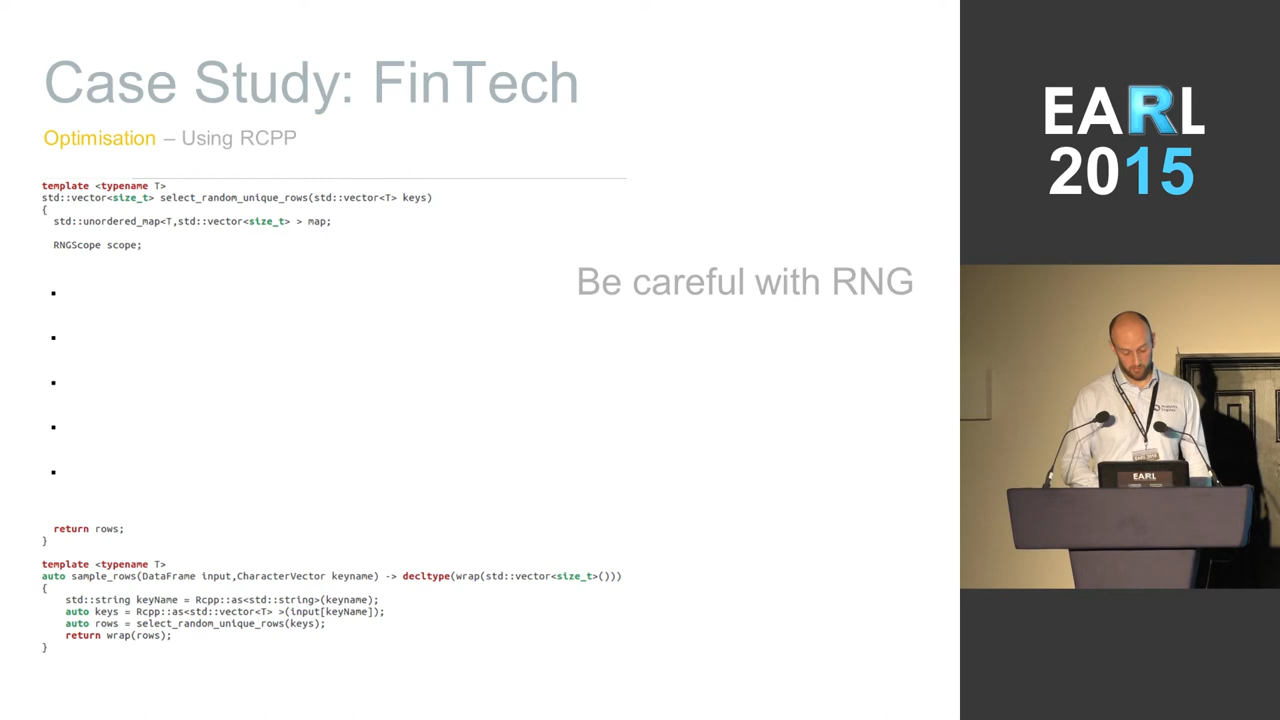 Case Study: FinTech
Optimisation – Using RCPP
template <typename T>
std::vector<size_t> select_random_unique_rows(std::vector<T> keys)
{
std::unordered_map<T,std::vector<size_t> > map;
RNGScope scope;
Be careful with RNG
return rows;
}
template <typename T>
auto sample_rows(DataFrame input,CharacterVector keyname) -> decltype(wrap(std::vector<size_t>()))
{
std::string keyName = Rcpp::as<std::string>(keyname);
auto keys = Rcpp::as<std::vector<T> >(input[keyName]);
auto rows = select_random_unique_rows(keys);
return wrap(rows);
}
EARL
2015
EARL